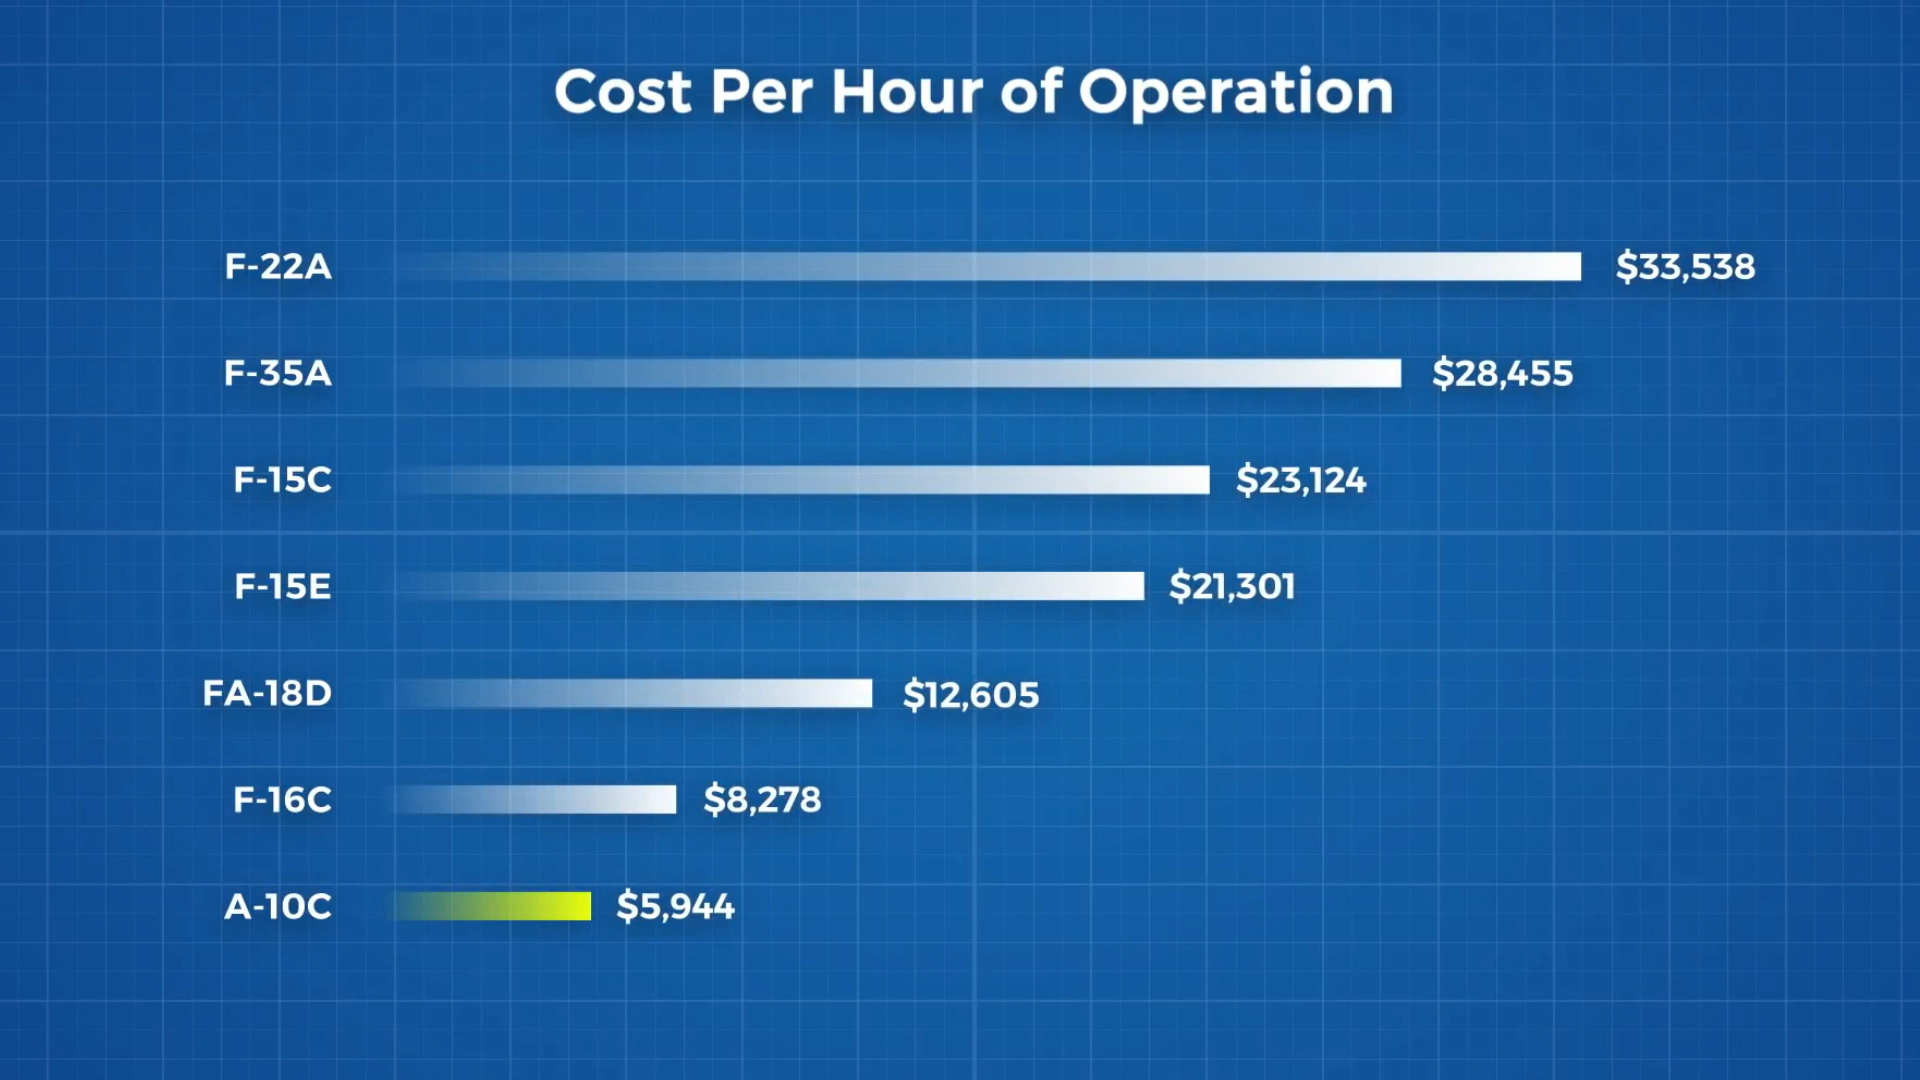 Cost Per Hour of Operation
F-22A $33,538
F-35A $28,455
F-15C $23,124
F-15E $21,301
FA-18D $12,605
F-16C $8,278
A-10C $5,944